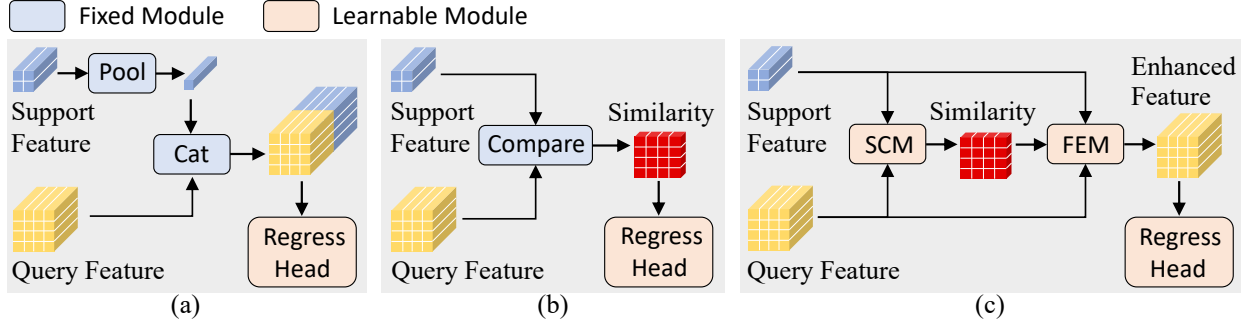 Fixed Module
Learnable Module
Pool
Support
Feature
Cat
Query Feature
Regress
Head
(a)
Support
Feature
Compare
Similarity
Query Feature
Regress
Head
(b)
Support
Feature
SCM
Similarity
FEM
Enhanced
Feature
Query Feature
Regress
Head
(c)